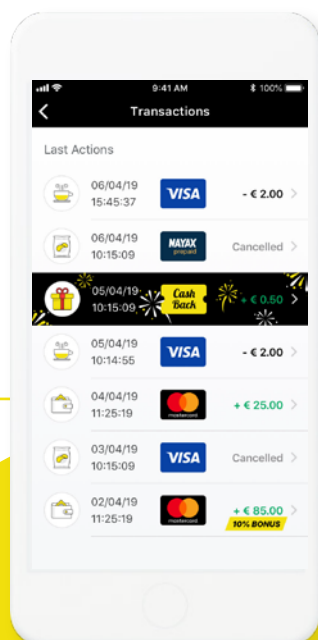 9:41 AM 100%
Transactions
Last Actions
06/04/19
15:45:37
VISA
- € 2.00
06/04/19
10:15:09
NAYAX
prepaid
Cancelled
05/04/19
10:15:09
Cash
Back
+ € 0.50
05/04/19
10:14:55
VISA
- € 2.00
04/04/19
11:25:19
mastercard
+ € 25.00
03/04/19
10:15:09
VISA
Cancelled
02/04/19
11:25:19
mastercard
+ € 85.00
10% BONUS